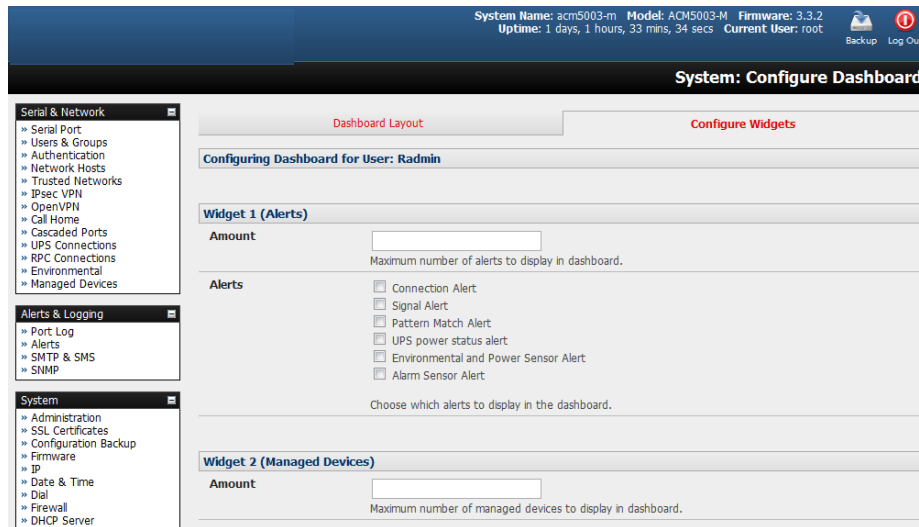 System Name: acm5003-m Model: ACM5003-M Firmware: 3.3.2
Uptime: 1 days, 1 hours, 33 mins, 34 secs Current User: root
Backup
Log Ou
System: Configure Dashboard
Serial & Network
» Serial Port
» Users & Groups
» Authentication
» Network Hosts
» Trusted Networks
» IPsec VPN
» OpenVPN
» Call Home
» Cascaded Ports
» UPS Connections
» RPC Connections
» Environmental
» Managed Devices
Alerts & Logging
» Port Log
» Alerts
» SMTP & SMS
» SNMP
System
» Administration
» SSL Certificates
» Configuration Backup
» Firmware
» IP
» Date & Time
» Dial
» Firewall
» DHCP Server
Dashboard Layout
Configure Widgets
Configuring Dashboard for User: Radmin
Widget 1 (Alerts)
Amount
Maximum number of alerts to display in dashboard.
Alerts
Connection Alert
Signal Alert
Pattern Match Alert
UPS power status alert
Environmental and Power Sensor Alert
Alarm Sensor Alert
Choose which alerts to display in the dashboard.
Widget 2 (Managed Devices)
Amount
Maximum number of managed devices to display in dashboard.